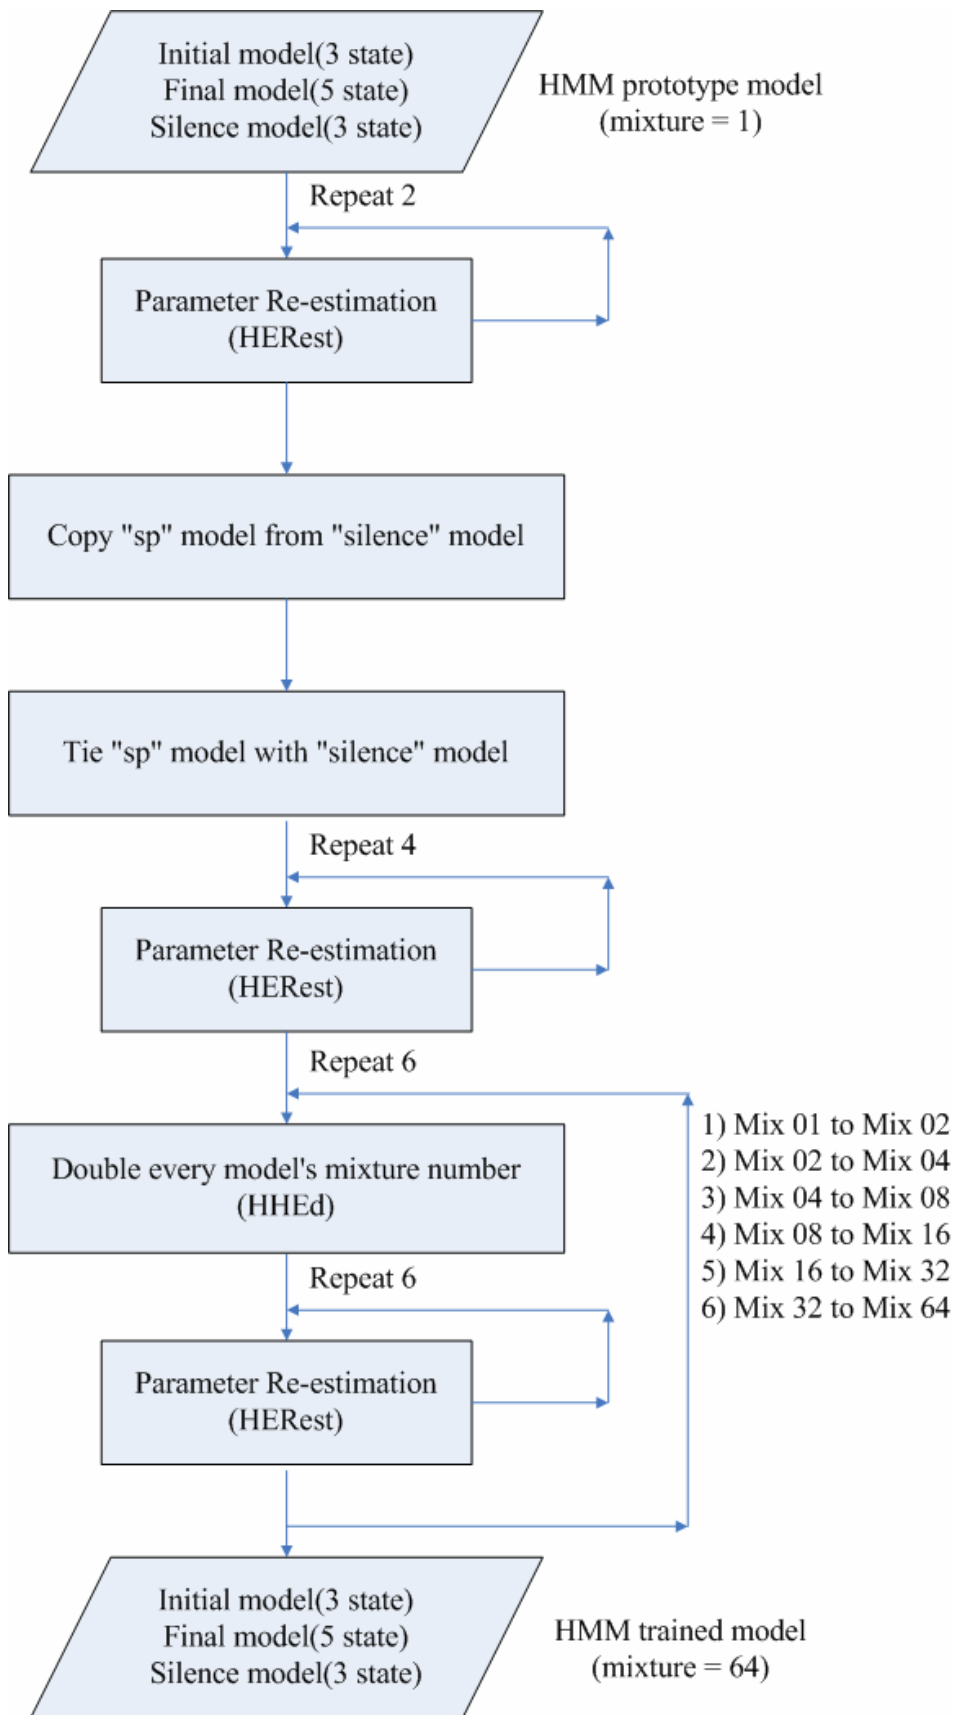 Initial model(3 state)
Final model(5 state)
Silence model(3 state)
HMM prototype model
(mixture = 1)
Repeat 2
Parameter Re-estimation
(HERest)
Copy "sp" model from "silence" model
Tie "sp" model with "silence" model
Repeat 4
Parameter Re-estimation
(HERest)
Repeat 6
Double every model's mixture number
(HHEd)
1) Mix 01 to Mix 02
2) Mix 02 to Mix 04
3) Mix 04 to Mix 08
4) Mix 08 to Mix 16
5) Mix 16 to Mix 32
6) Mix 32 to Mix 64
Repeat 6
Parameter Re-estimation
(HERest)
Initial model(3 state)
Final model(5 state)
Silence model(3 state)
HMM trained model
(mixture = 64)